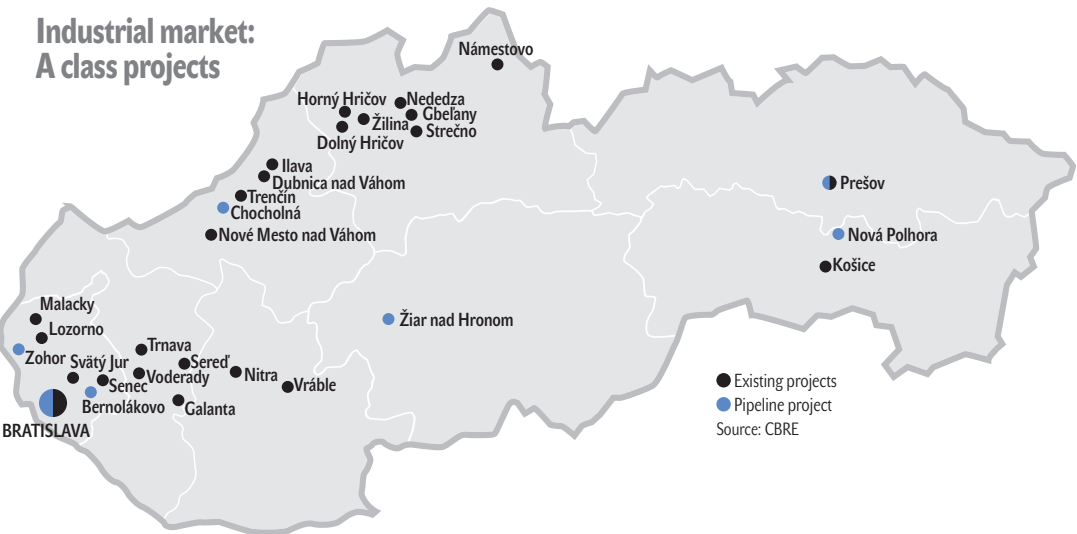 Industrial market:
A class projects
Námestovo
Horný Hričov
Nededza
Gbeľany
Žilina
Strečno
Dolný Hričov
Ilava
Dubnica nad Váhom
Trenčín
Chocholná
Nové Mesto nad Váhom
Prešov
Nová Polhora
Košice
Malacky
Lozorno
Žiar nad Hronom
Zohor
Svätý Jur
Trnava
Sereď
Senec
Voderady
Nitra
Vráble
Bernolákovo
Galanta
BRATISLAVA
Existing projects
Pipeline project
Source: CBRE